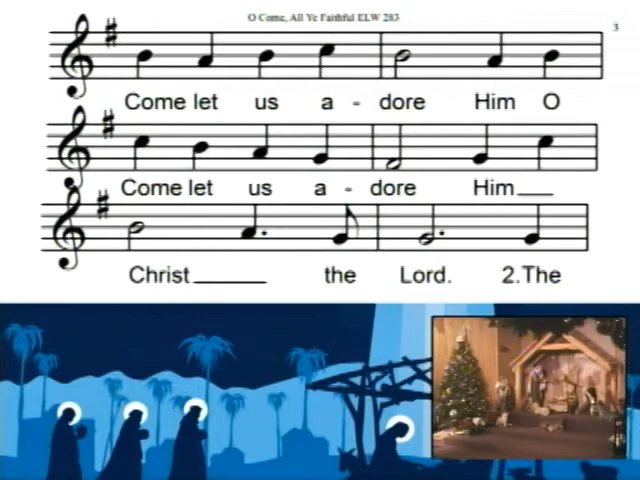 O Come, All Ye Faithful ELW 283
3
Come let us a - dore Him O
Come let us a - dore Him
Christ the Lord. 2.The